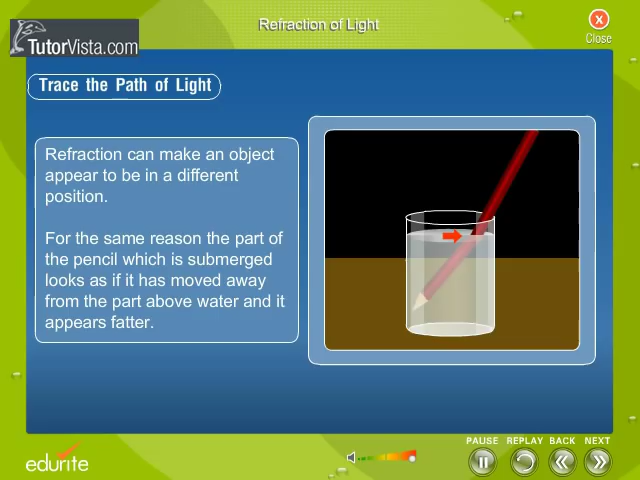 Refraction of Light
x
Close
TutorVista.com
Trace the Path of Light
Refraction can make an object
appear to be in a different
position.
For the same reason the part of
the pencil which is submerged
looks as if it has moved away
from the part above water and it
appears fatter.
PAUSE REPLAY BACK NEXT
edurite